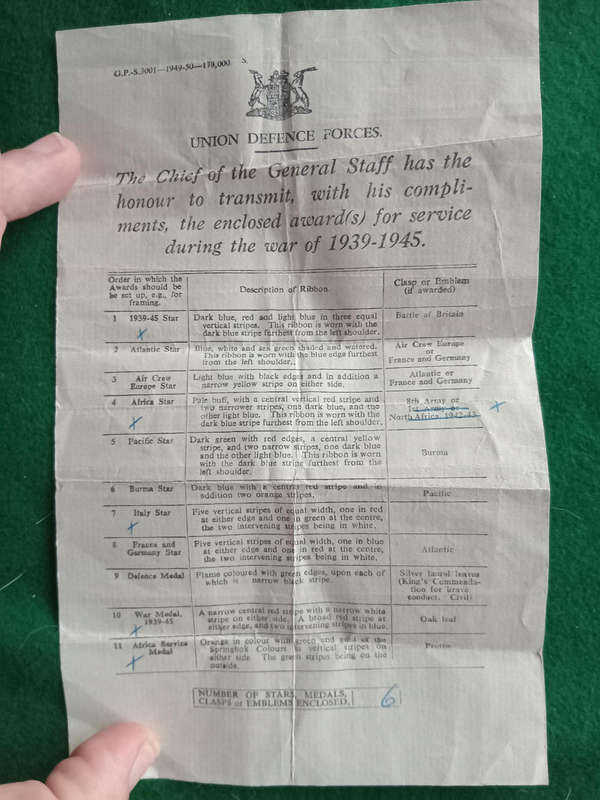 G.P.-S.3001—1949-50—178,000 S.
UNION DEFENCE FORCES.
The Chief of the General Staff has the
honour to transmit, with his compli-
ments, the enclosed award(s) for service
during the war of 1939-1945.
Order in which the
Awards should be
be set up, e.g., for
framing.
Description of Ribbon.
Clasp or Emblem
(if awarded)
1 1939-45 Star
Dark blue, red and light blue in three equal
vertical stripes. This ribbon is worn with the
dark blue stripe furthest from the left shoulder.
Battle of Britain
x
2 Atlantic Star
Blue, white and sea green shaded and watered.
This ribbon is worn with the blue edge furthest
from the left shoulder.
Air Crew Europe
or
France and Germany
3 Air Crew
Europe Star
Light blue with black edges and in addition a
narrow yellow stripe on either side.
Atlantic or
France and Germany
4 Africa Star
Pale buff, with a central vertical red stripe and
two narrower stripes, one dark blue, and the
other light blue. This ribbon is worn with the
dark blue stripe furthest from the left shoulder.
8th Army or
1st Army or
North Africa 1942-43
x
x
5 Pacific Star
Dark green with red edges, a central yellow
stripe, and two narrow stripes, one dark blue
and the other light blue. This ribbon is worn
with the dark blue stripe furthest from the
left shoulder.
Burma
6 Burma Star
Dark blue with a central red stripe and in
addition two orange stripes.
Pacific
7 Italy Star
Five vertical stripes of equal width, one in red
at either edge and one in green at the centre,
the two intervening stripes being in white.
x
8 France and
Germany Star
Five vertical stripes of equal width, one in blue
at either edge and one in red at the centre,
the two intervening stripes being in white.
Atlantic
9 Defence Medal
Flame coloured with green edges, upon each of
which is narrow black stripe.
Silver laurel leaves
(King's Commenda-
tion for brave
conduct. Civil)
10 War Medal,
1939-45
A narrow central red stripe with a narrow white
stripe on either side. A broad red stripe at
either edge, and two intervening stripes in blue.
Oak leaf
x
11 Africa Service
Medal
Orange in colour with green and gold of the
Springbok Colours in vertical stripes on
either side The green stripes being on the
outside.
Protea
x
NUMBER OF STARS, MEDALS,
CLASPS or EMBLEMS ENCLOSED.
6